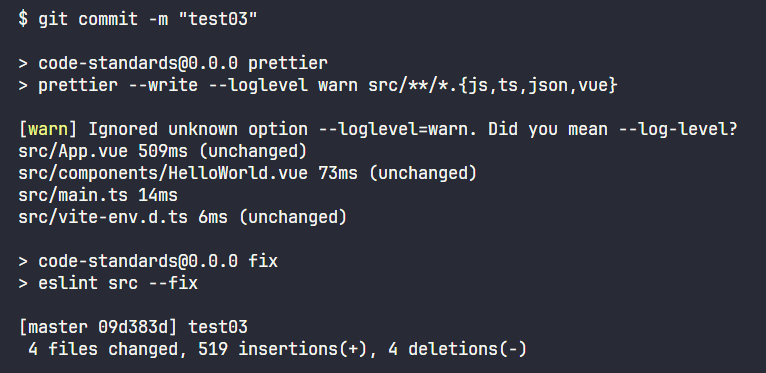 $ git commit -m "test03"
> code-standards@0.0.0 prettier
> prettier --write --loglevel warn src/**/*.{js,ts,json,vue}
[warn] Ignored unknown option --loglevel=warn. Did you mean --log-level?
src/App.vue 509ms (unchanged)
src/components/HelloWorld.vue 73ms (unchanged)
src/main.ts 14ms
src/vite-env.d.ts 6ms (unchanged)
> code-standards@0.0.0 fix
> eslint src --fix
[master 09d383d] test03
 4 files changed, 519 insertions(+), 4 deletions(-)